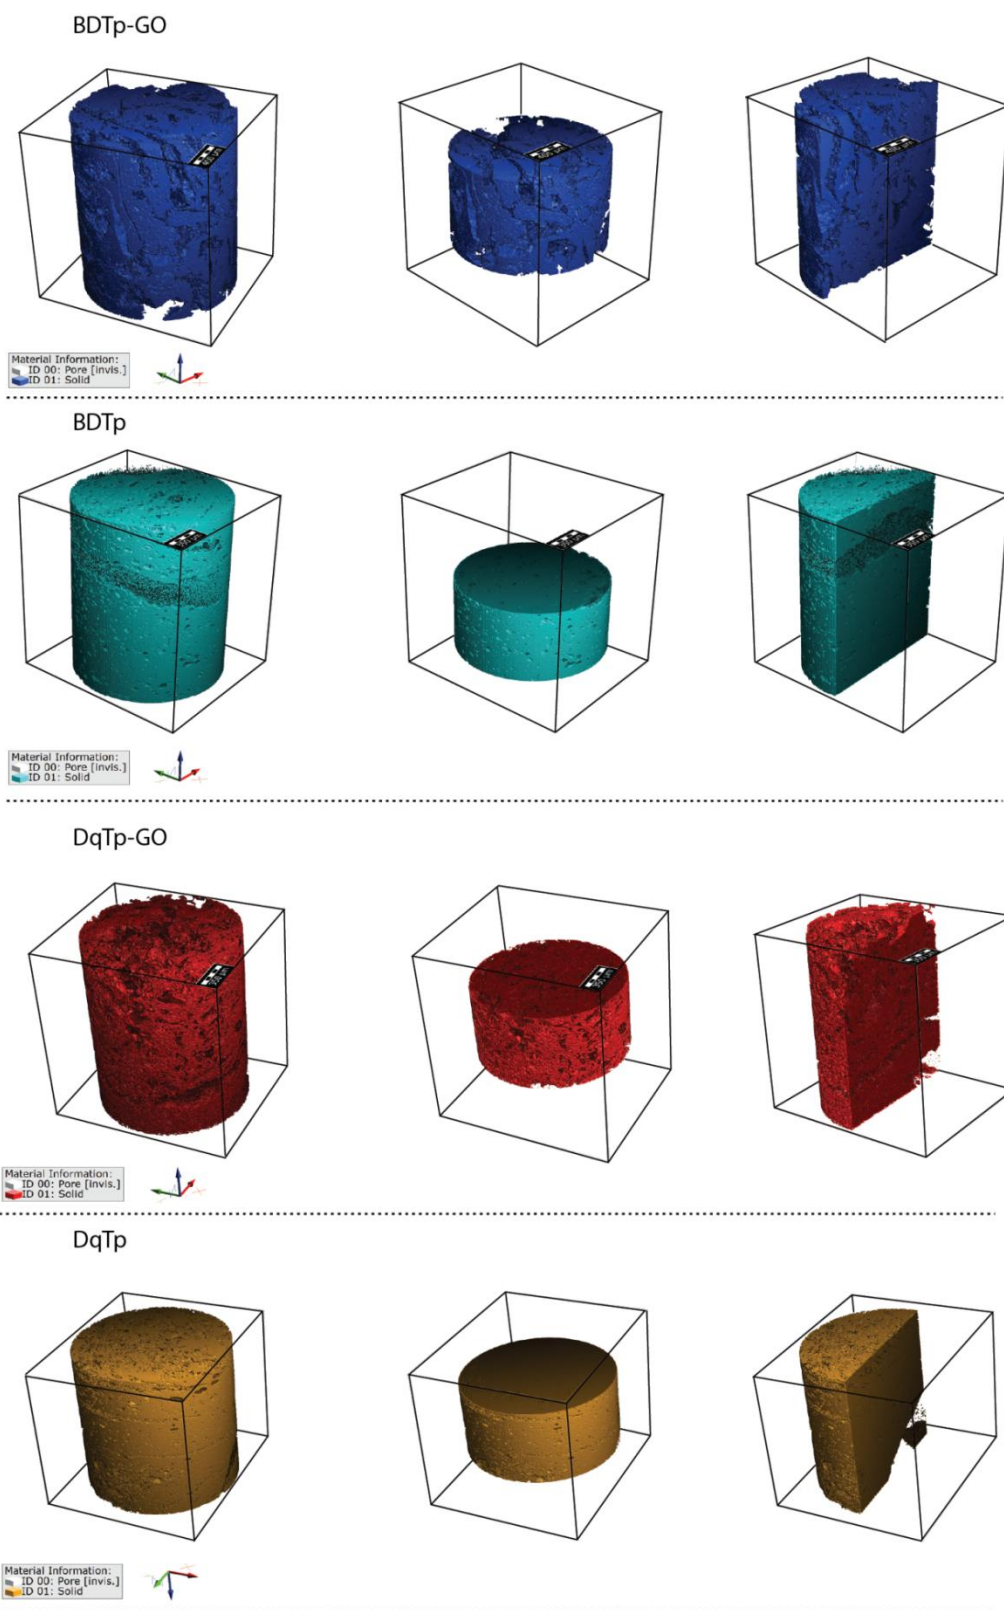 BDTp-GO
Material Information:
ID 00: Pore [invis.]
ID 01: Solid
BDTp
Material Information:
ID 00: Pore [invis.]
ID 01: Solid
DqTp-GO
Material Information:
ID 00: Pore [invis.]
ID 01: Solid
DqTp
Material Information:
ID 00: Pore [invis.]
ID 01: Solid